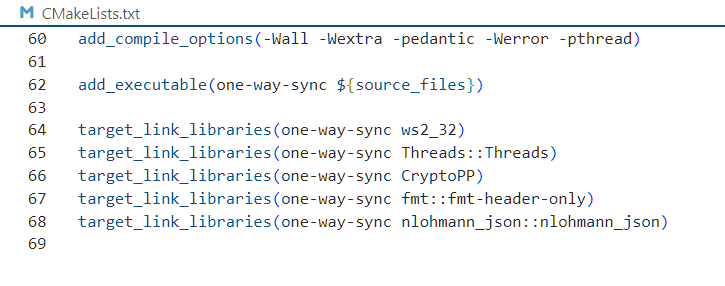 CMakeLists.txt
60 add_compile_options(-Wall -Wextra -pedantic -Werror -pthread)
61
62 add_executable(one-way-sync ${source_files})
63
64 target_link_libraries(one-way-sync ws2_32)
65 target_link_libraries(one-way-sync Threads::Threads)
66 target_link_libraries(one-way-sync CryptoPP)
67 target_link_libraries(one-way-sync fmt::fmt-header-only)
68 target_link_libraries(one-way-sync nlohmann_json::nlohmann_json)
69